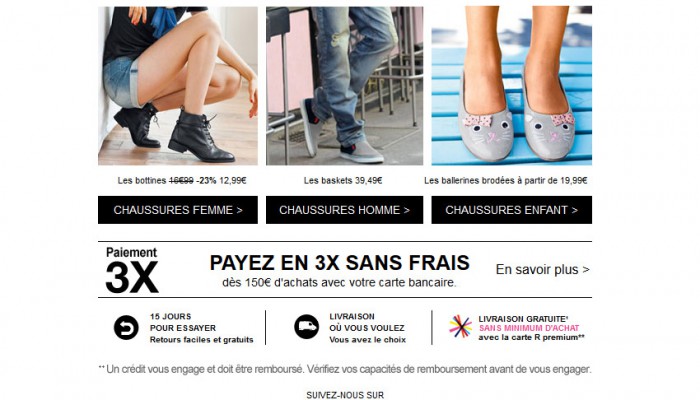 Les bottines 16€99 -23% 12,99€
Les baskets 39,49€
Les ballerines brodées à partir de 19,99€
CHAUSSURES FEMME >
CHAUSSURES HOMME >
CHAUSSURES ENFANT >
Paiement
3X
PAYEZ EN 3X SANS FRAIS
dès 150€ d'achats avec votre carte bancaire.
En savoir plus >
15 JOURS
POUR ESSAYER
Retours faciles et gratuits
LIVRAISON
OÙ VOUS VOULEZ
Vous avez le choix
LIVRAISON GRATUITE¹
SANS MINIMUM D'ACHAT
avec la carte R premium**
** Un crédit vous engage et doit être remboursé. Vérifiez vos capacités de remboursement avant de vous engager.
SUIVEZ-NOUS SUR